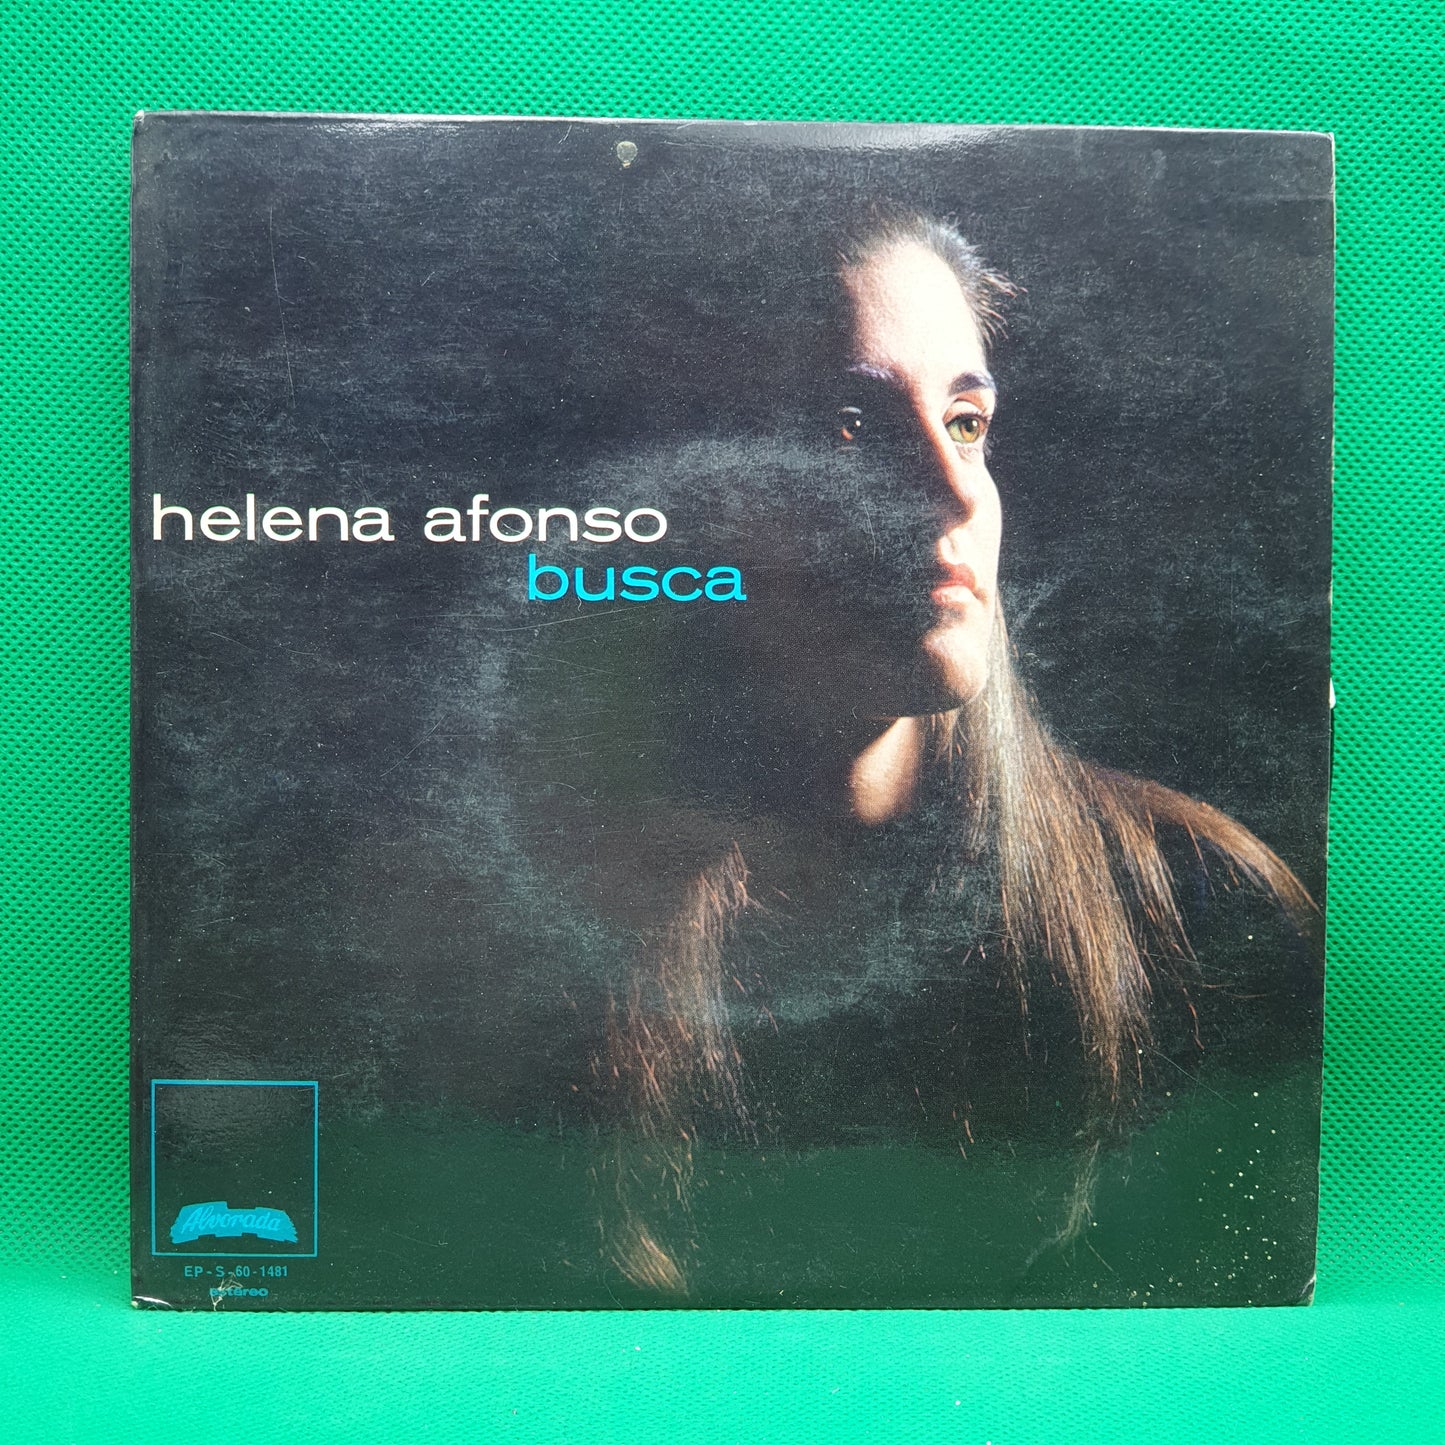 helena afonso
busca
Alvorada
EP - S - 60 - 1481
estéreo